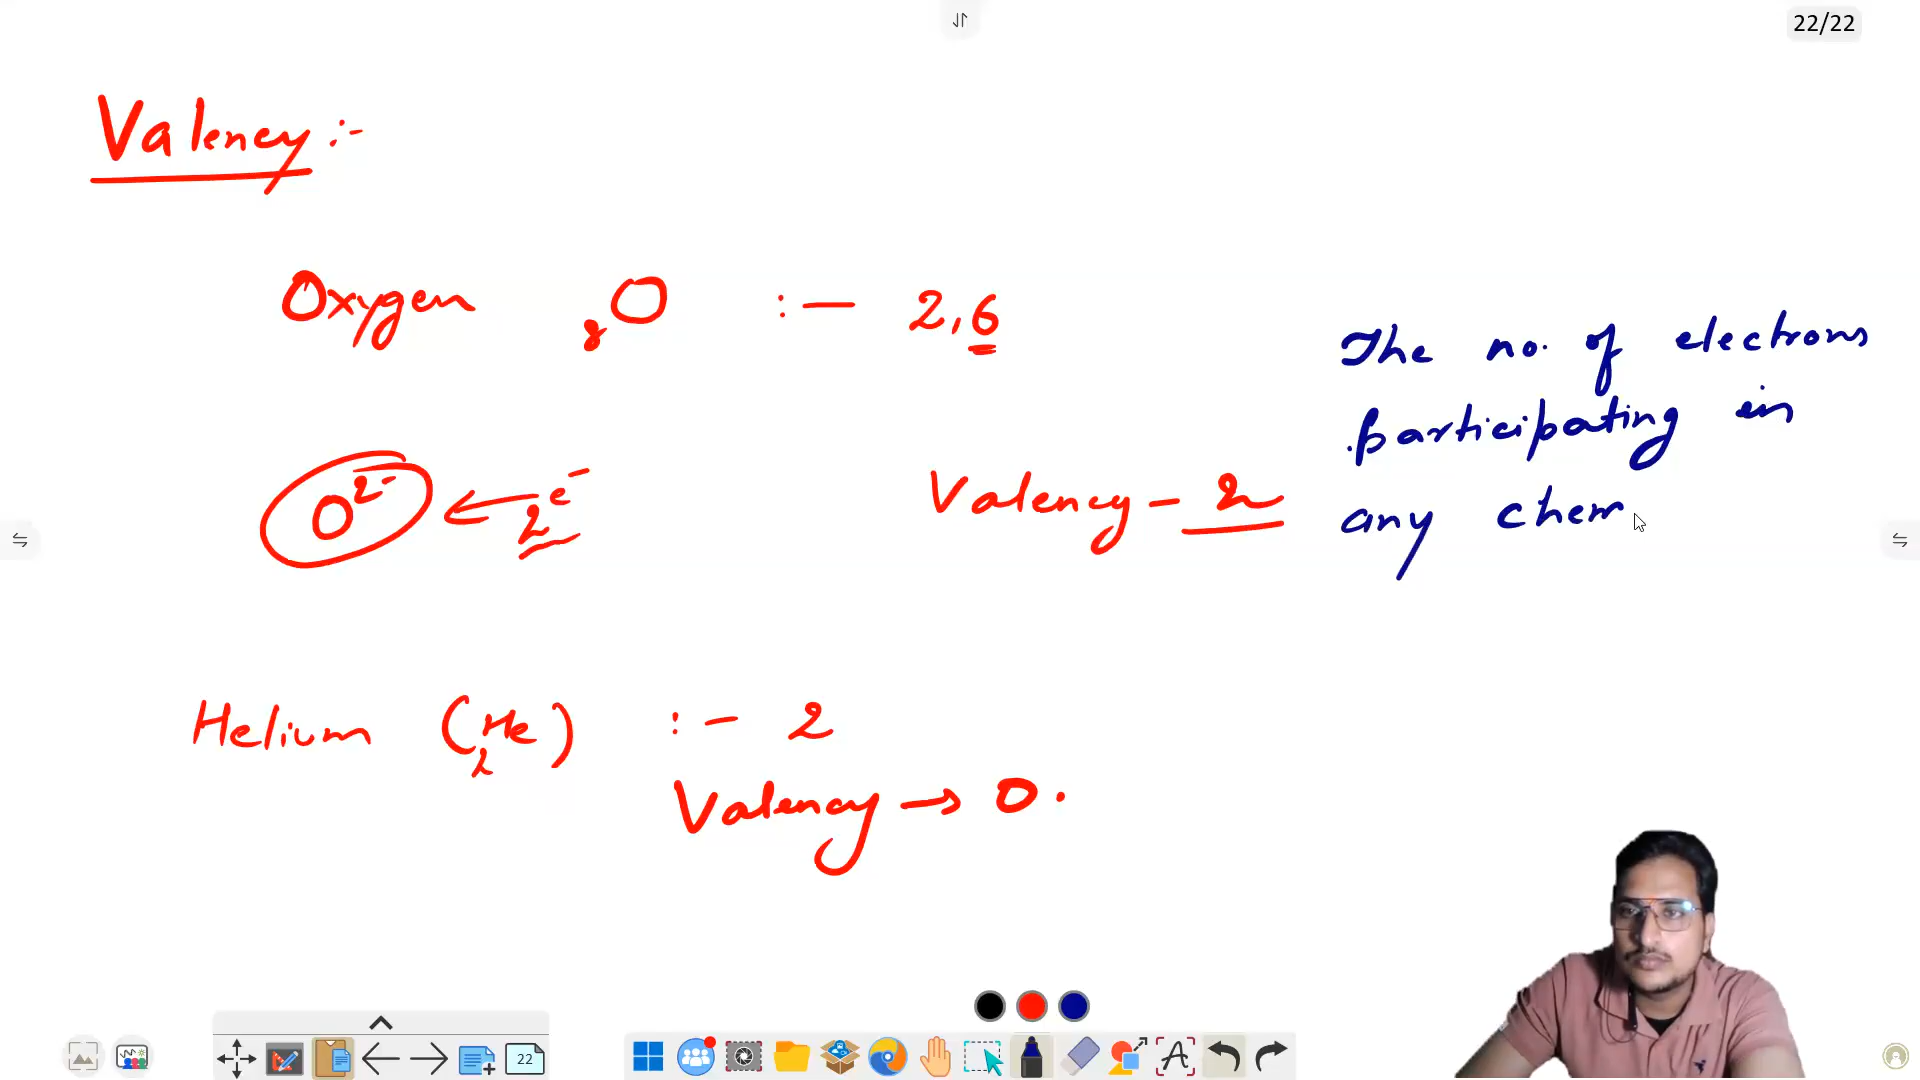 22/22
Valency :-
Oxygen ₈O :- 2,6
The no. of electrons
participating in
any chem
O²⁻ ← 2e⁻
Valency - 2
Helium (₂He) :- 2
Valency → 0.
22